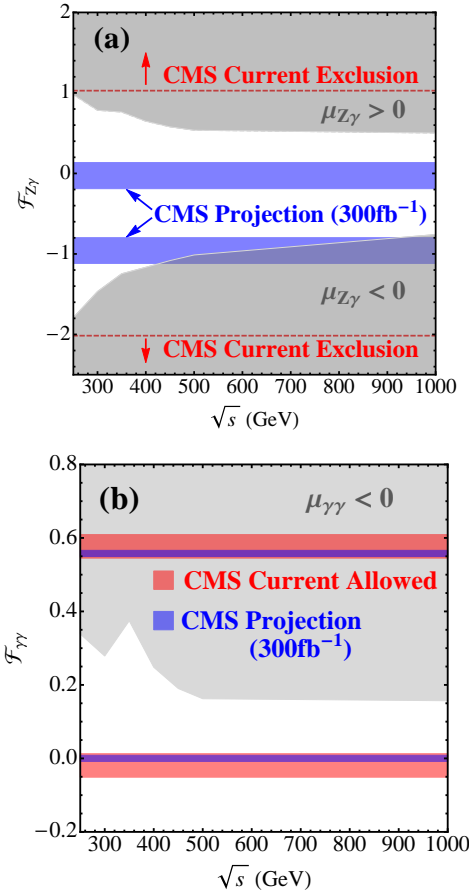 2
(a)
CMS Current Exclusion
1
μZγ > 0
0
CMS Projection (300fb⁻¹)
−1
μZγ < 0
−2
CMS Current Exclusion
ℱZγ
300 400 500 600 700 800 900 1000
√s (GeV)
0.8
(b)
μγγ < 0
0.6
CMS Current Allowed
CMS Projection
(300fb⁻¹)
0.4
0.2
0.0
−0.2
ℱγγ
300 400 500 600 700 800 900 1000
√s (GeV)